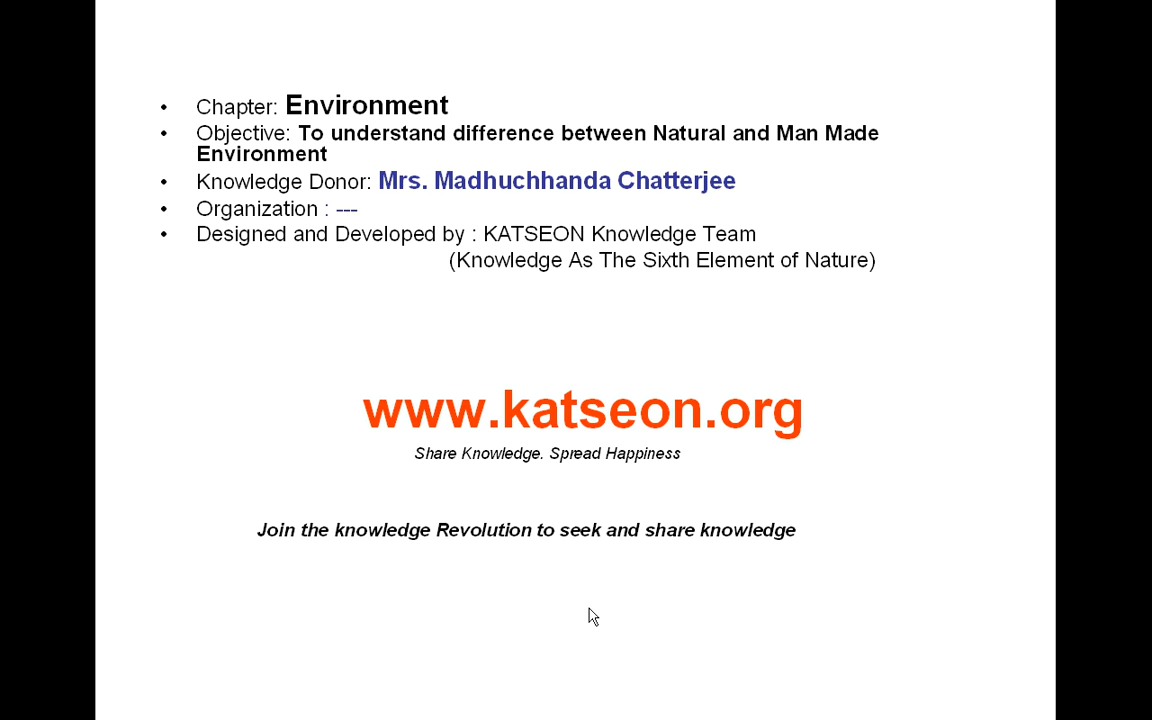 • Chapter: Environment
• Objective: To understand difference between Natural and Man Made
Environment
• Knowledge Donor: Mrs. Madhuchhanda Chatterjee
• Organization : ---
• Designed and Developed by : KATSEON Knowledge Team
(Knowledge As The Sixth Element of Nature)
www.katseon.org
Share Knowledge. Spread Happiness
Join the knowledge Revolution to seek and share knowledge